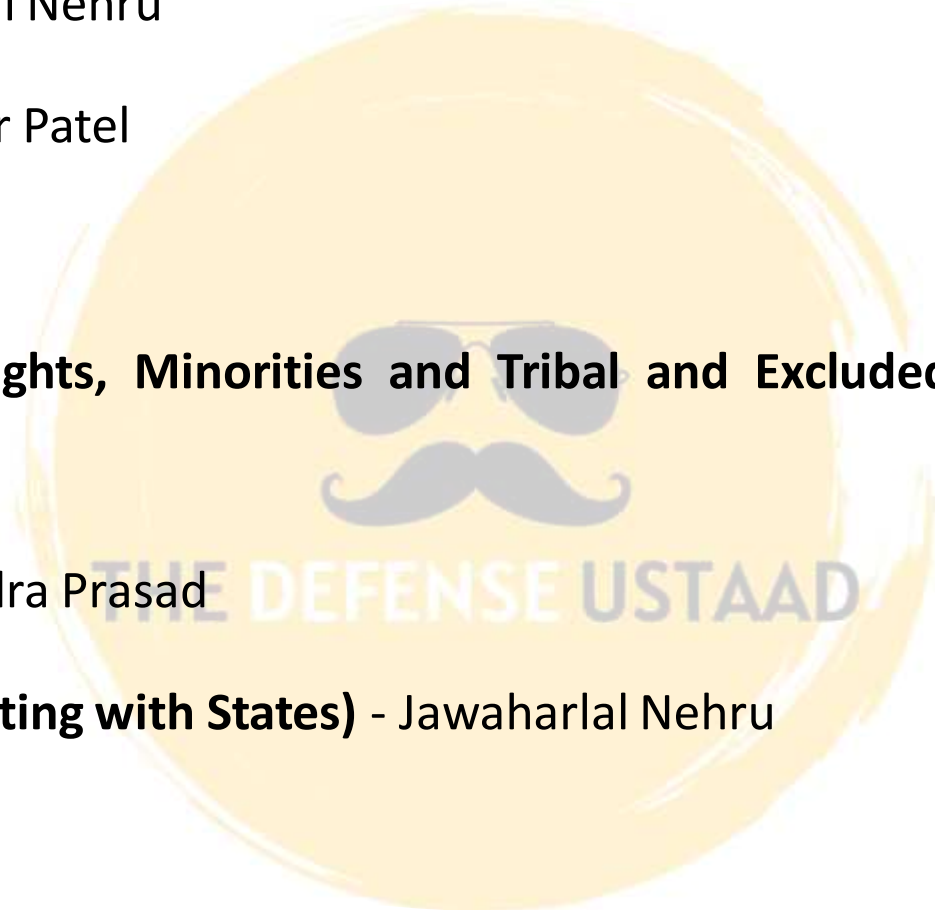 Nehru
r Patel
ghts, Minorities and Tribal and Excluded
dra Prasad
THE DEFENSE USTAAD
ting with States) - Jawaharlal Nehru